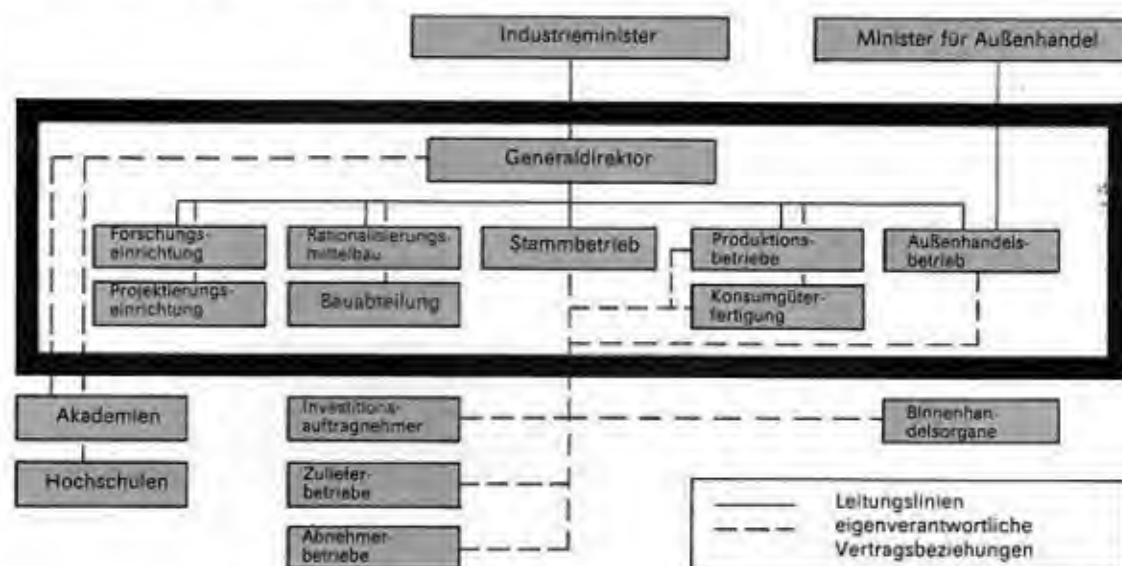 Industrieminister
Minister für Außenhandel
Generaldirektor
Forschungs-
einrichtung
Rationalisierungs-
mittelbau
Stammbetrieb
Produktions-
betriebe
Außenhandels-
betrieb
Projektierungs-
einrichtung
Bauabteilung
Konsumgüter-
fertigung
Akademien
Investitions-
auftragnehmer
Binnenhan-
delsorgane
Hochschulen
Zuliefer-
betriebe
Abnehmer-
betriebe
Leitungslinien
eigenverantwortliche
Vertragsbeziehungen